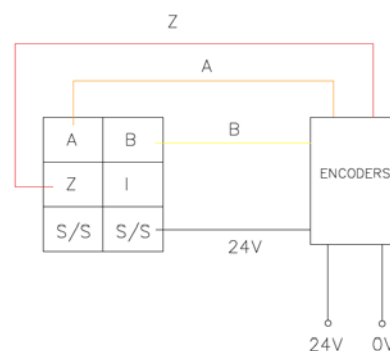 Z
A
A B
B
ENCODERS
Z I
S/S S/S
24V
24V 0V